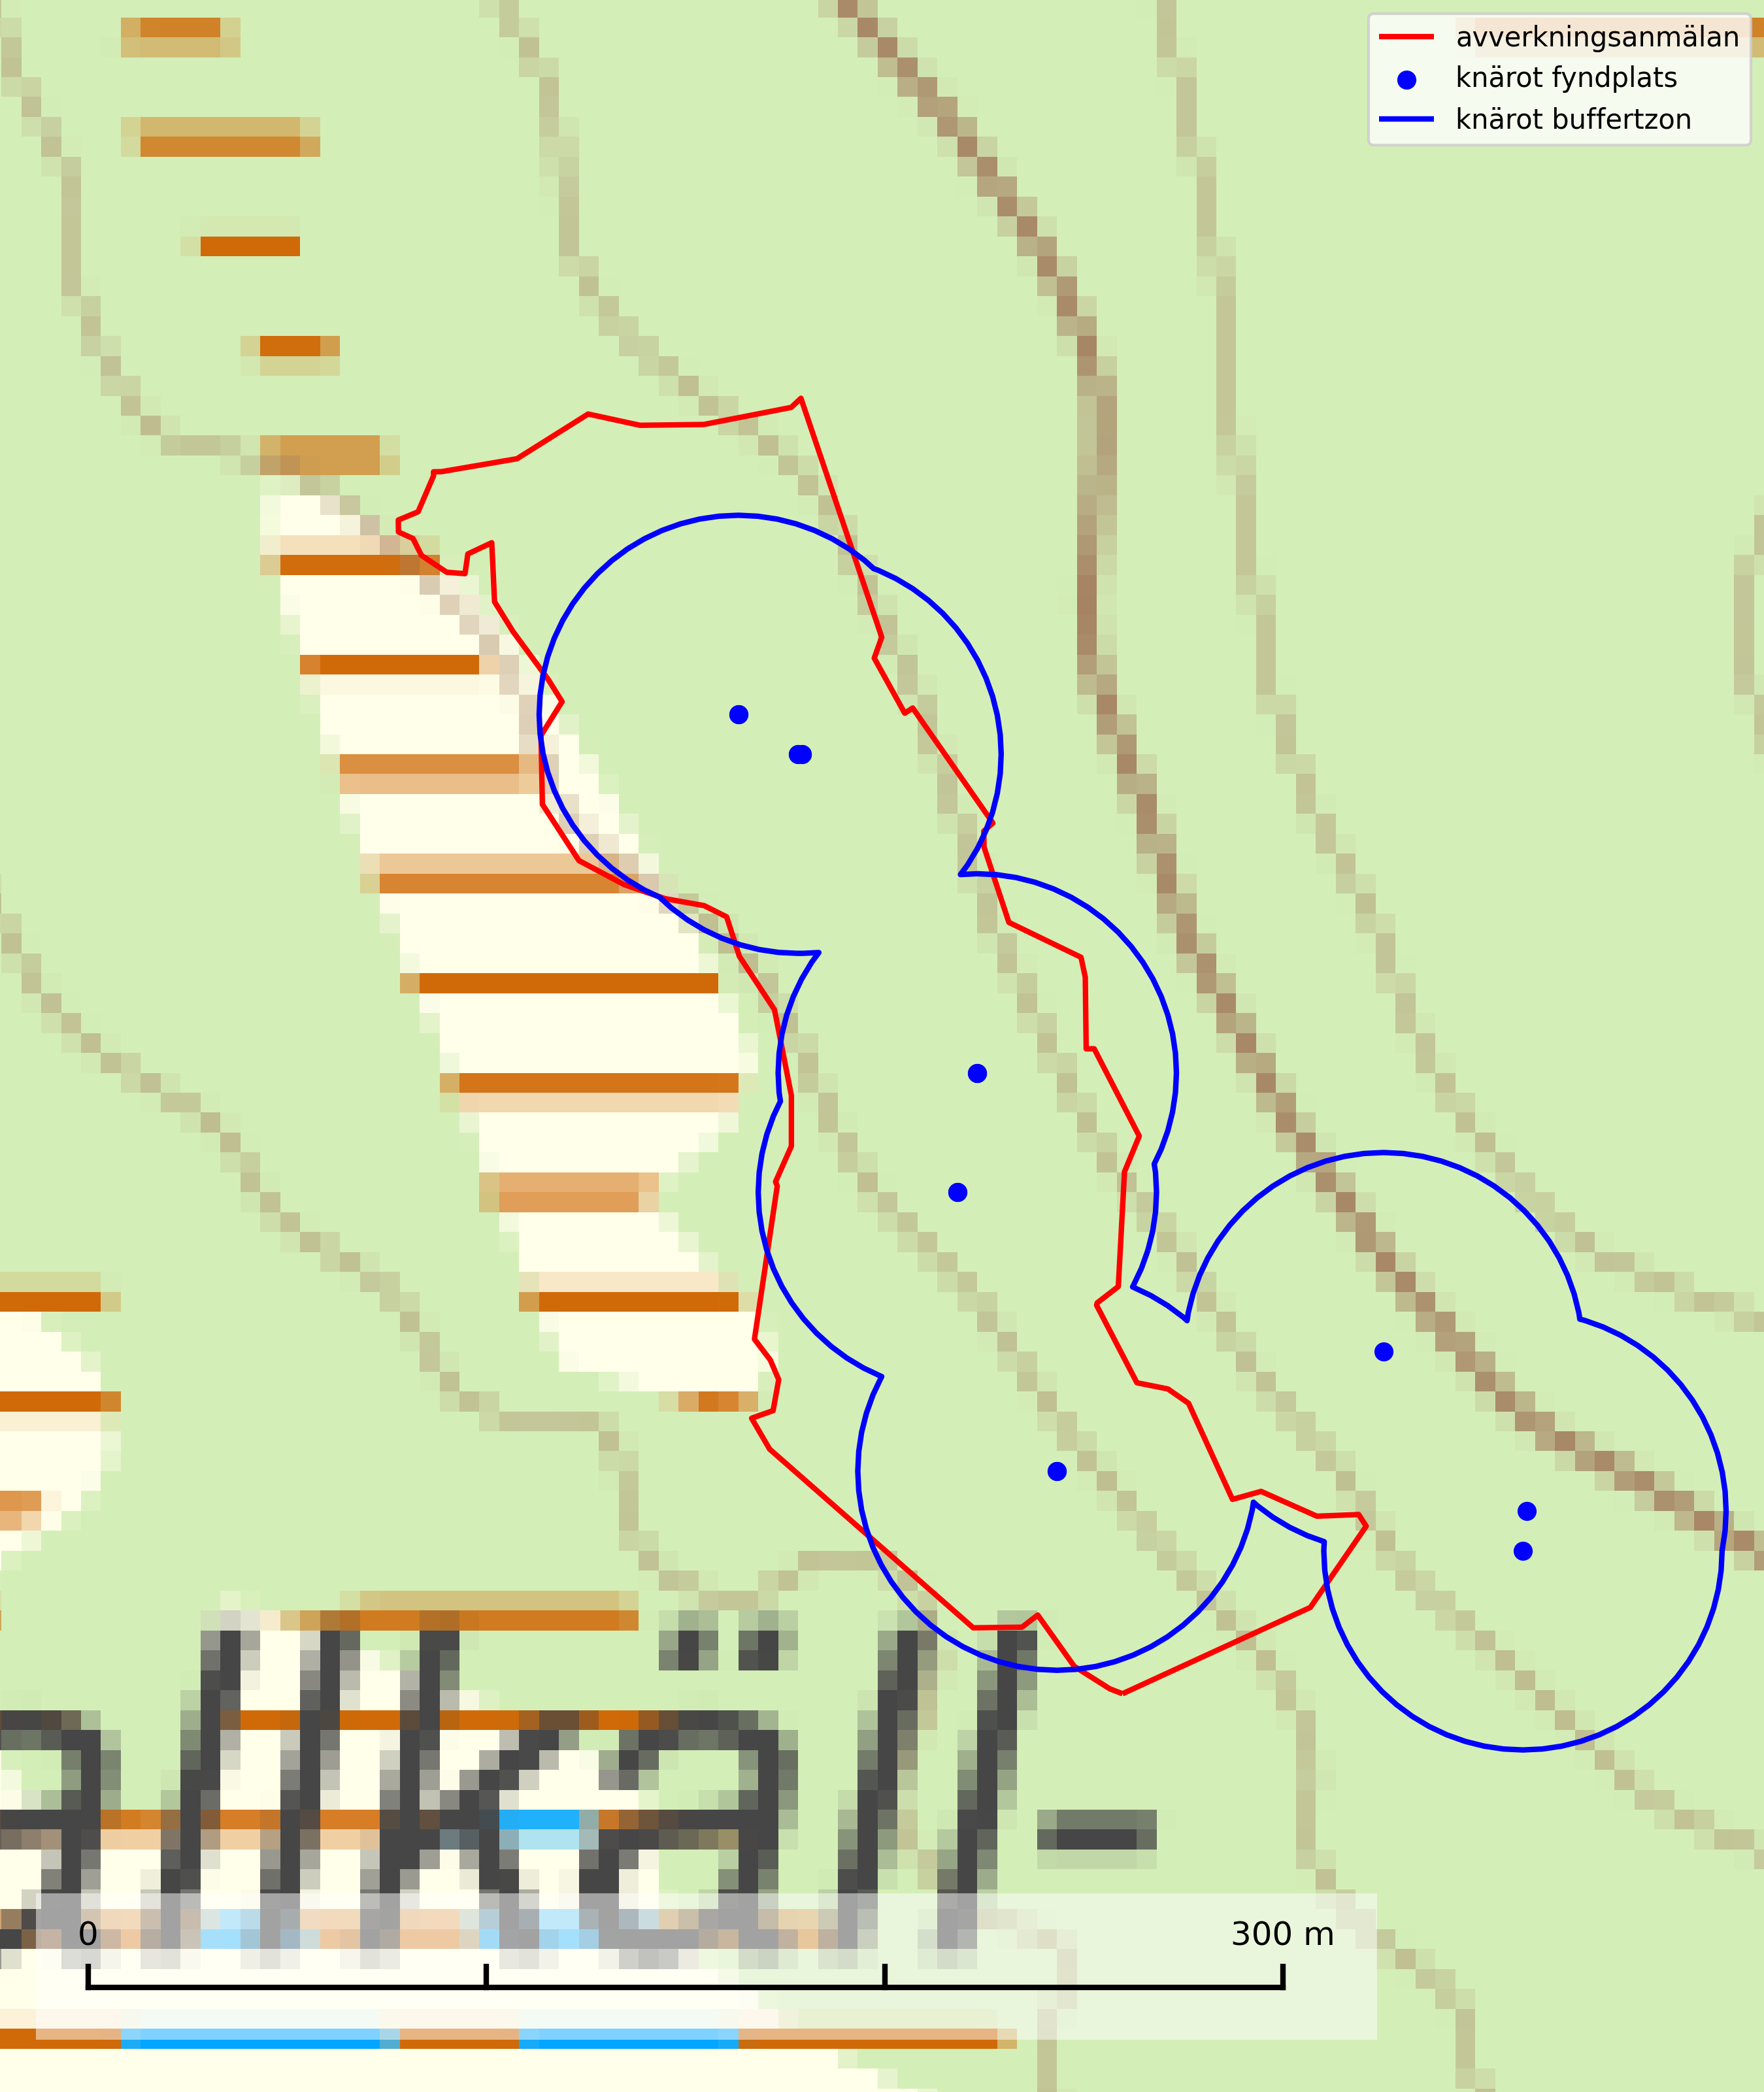 avverkningsanmälan
knärot fyndplats
knärot buffertzon
0 300 m